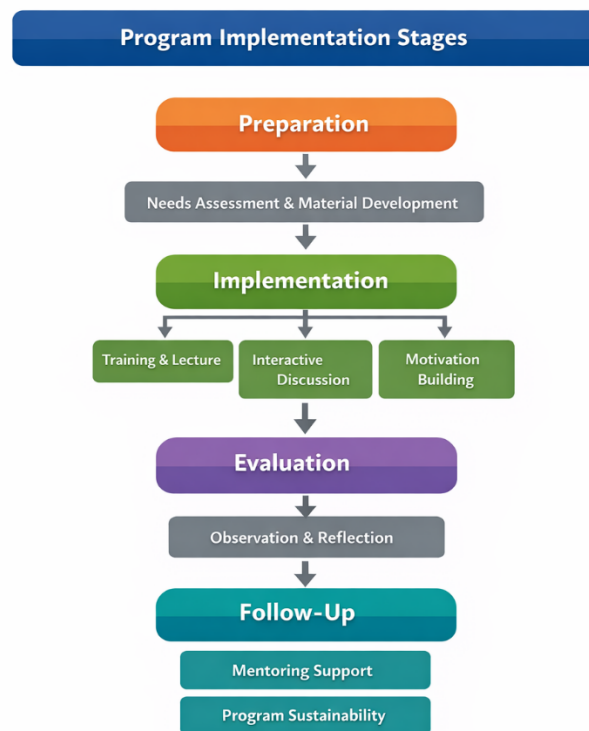 Program Implementation Stages
Preparation
Needs Assessment & Material Development
Implementation
Training & Lecture
Interactive
Discussion
Motivation
Building
Evaluation
Observation & Reflection
Follow-Up
Mentoring Support
Program Sustainability